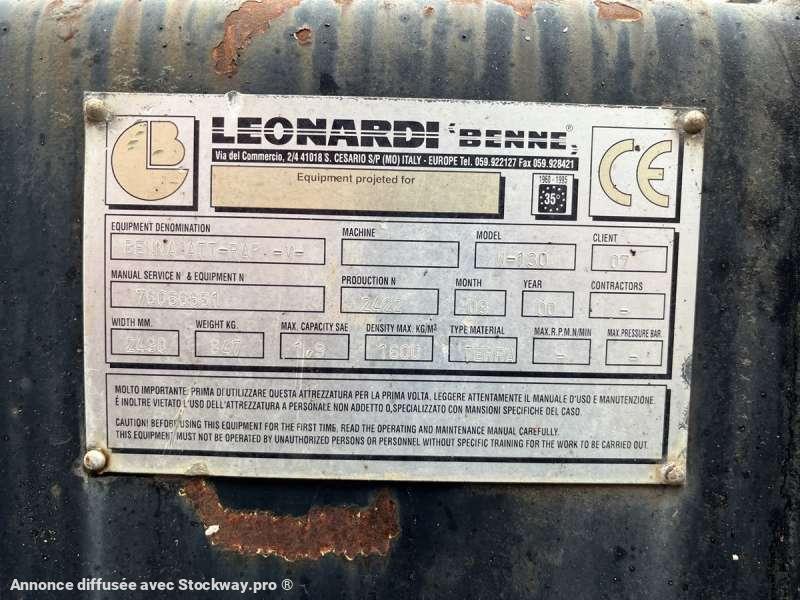 LB
LEONARDI "BENNE"®
Via del Commercio, 2/4 41018 S. CESARIO S/P (MO) ITALY - EUROPE Tel. 059.922127 Fax 059.928421
Equipment projeted for
1960 - 1995
35°
CE
EQUIPMENT DENOMINATION MACHINE MODEL CLIENT
BENNA ATT-RAP. -V- W-130 07
MANUAL SERVICE N° & EQUIPMENT N PRODUCTION N MONTH YEAR CONTRACTORS
09 00 -
WIDTH MM. WEIGHT KG. MAX. CAPACITY SAE DENSITY MAX. KG/M³ TYPE MATERIAL MAX. R.P.M. N/MIN MAX. PRESSURE BAR.
847 1600 TERRA - -
MOLTO IMPORTANTE: PRIMA DI UTILIZZARE QUESTA ATTREZZATURA PER LA PRIMA VOLTA, LEGGERE ATTENTAMENTE IL MANUALE D'USO E MANUTENZIONE.
È INOLTRE VIETATO L'USO DELL'ATTREZZATURA A PERSONALE NON ADDETTO O SPECIALIZZATO CON MANSIONI SPECIFICHE DEL CASO.
CAUTION! BEFORE USING THIS EQUIPMENT FOR THE FIRST TIME, READ THE OPERATING AND MAINTENANCE MANUAL CAREFULLY.
THIS EQUIPMENT MUST NOT BE OPERATED BY UNAUTHORIZED PERSONS OR PERSONNEL WITHOUT SPECIFIC TRAINING FOR THE WORK TO BE CARRIED OUT.
Annonce diffusée avec Stockway.pro ®